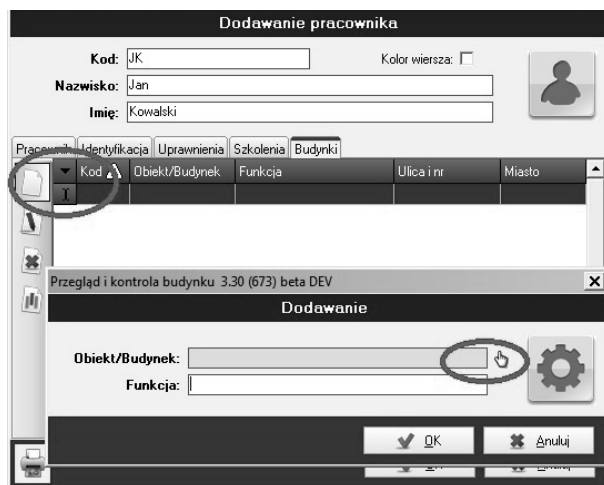 Dodawanie pracownika
Kod: JK
Kolor wiersza:
Nazwisko: Jan
Imię: Kowalski
Pracownik Identyfikacja Uprawnienia Szkolenia Budynki
Kod Obiekt/Budynek Funkcja Ulica i nr Miasto
Przegląd i kontrola budynku 3.30 (673) beta DEV
Dodawanie
Obiekt/Budynek:
Funkcja:
OK Anuluj